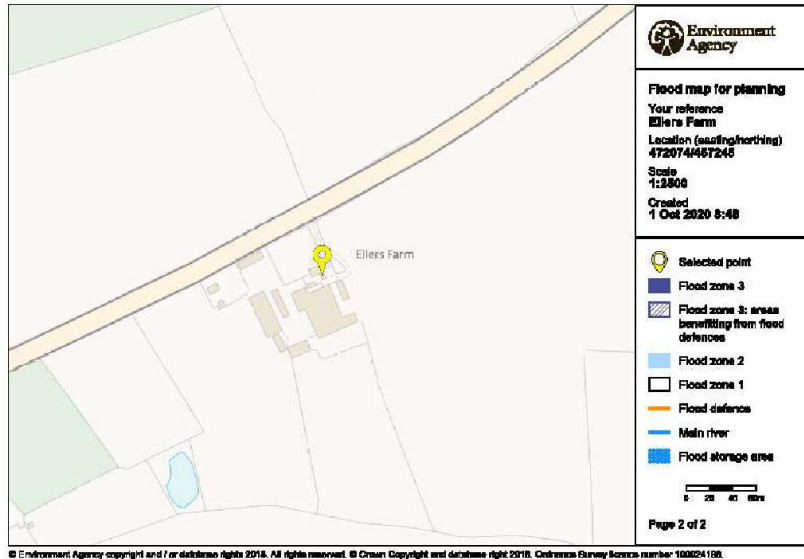 Environment
Agency
Flood map for planning
Your reference
Ellers Farm
Location (easting/northing)
472074/457245
Scale
1:2500
Created
1 Oct 2020 8:48
Ellers Farm
Selected point
Flood zone 3
Flood zone 3: areas
benefitting from flood
defences
Flood zone 2
Flood zone 1
Flood defence
Main river
Flood storage area
0 20 40 60m
Page 2 of 2
© Environment Agency copyright and / or database rights 2018. All rights reserved. © Crown Copyright and database right 2018. Ordnance Survey licence number 100024198.